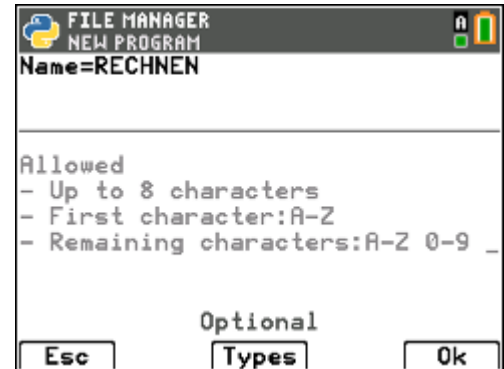 FILE MANAGER
A
NEW PROGRAM
Name=RECHNEN
Allowed
- Up to 8 characters
- First character:A-Z
- Remaining characters:A-Z 0-9 _
Optional
Esc Types Ok